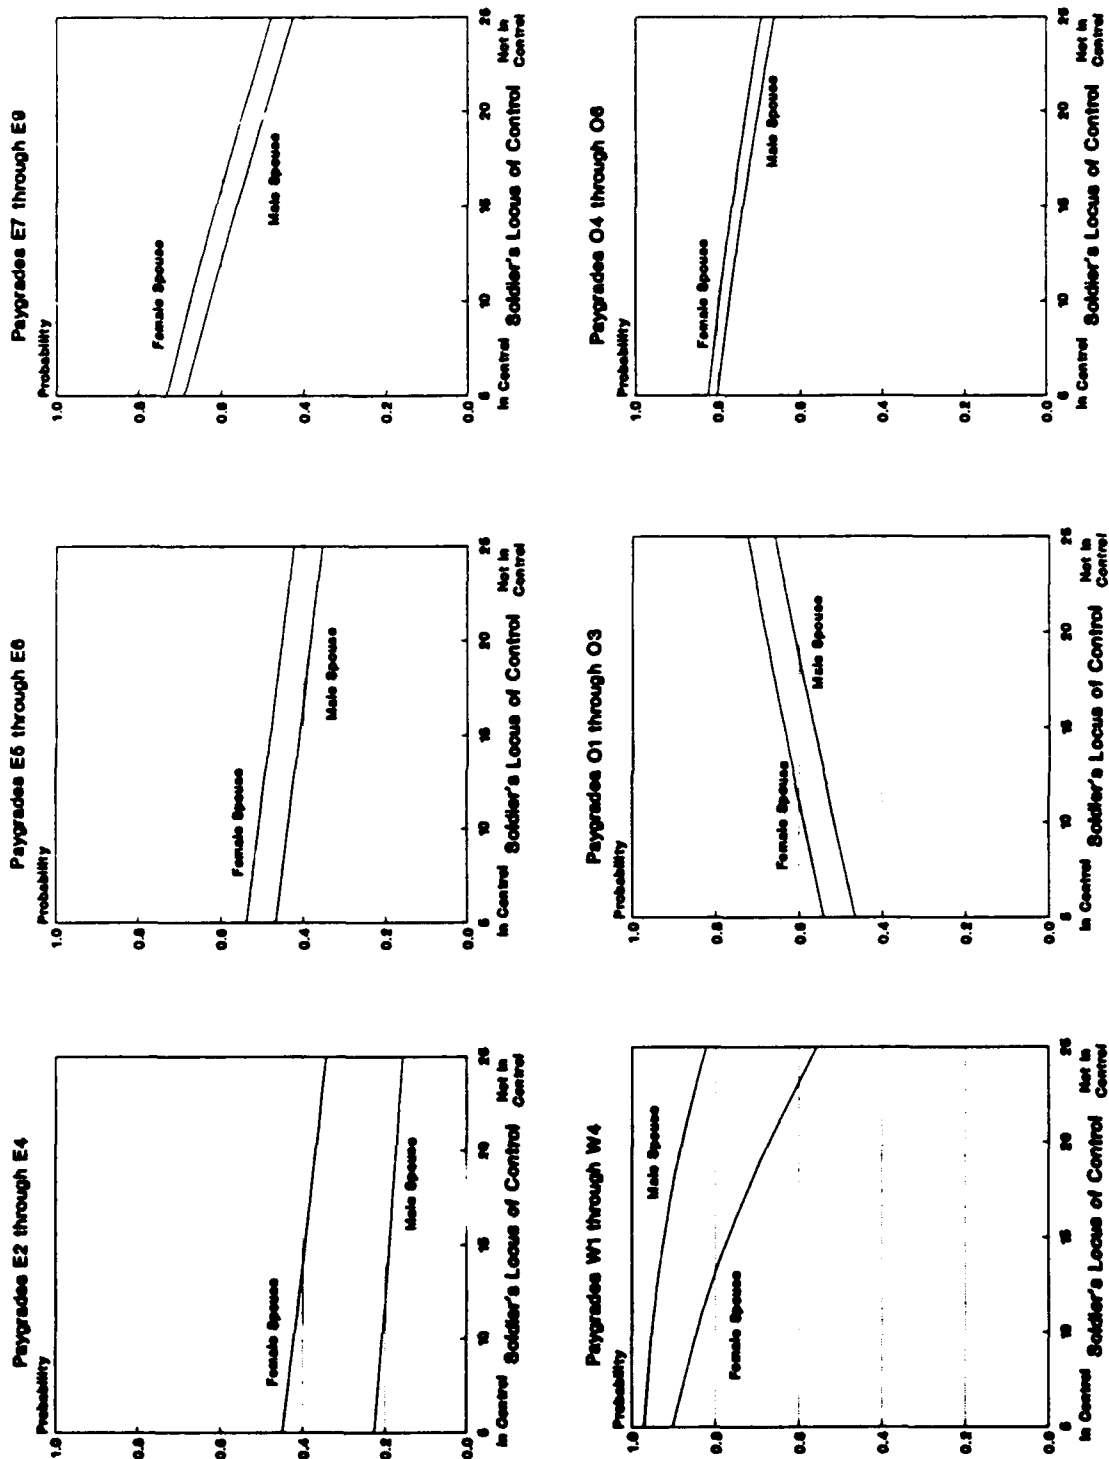 Paygrades E2 through E4
Probability
1.0
0.8
0.6
0.4
0.2
0.0
Female Spouse
Male Spouse
5 10 15 20 25
In Control Soldier's Locus of Control Not in Control
Paygrades E5 through E6
Probability
1.0
0.8
0.6
0.4
0.2
0.0
Female Spouse
Male Spouse
5 10 15 20 25
In Control Soldier's Locus of Control Not in Control
Paygrades E7 through E9
Probability
1.0
0.8
0.6
0.4
0.2
0.0
Female Spouse
Male Spouse
5 10 15 20 25
In Control Soldier's Locus of Control Not in Control
Paygrades W1 through W4
Probability
1.0
0.8
0.6
0.4
0.2
0.0
Male Spouse
Female Spouse
5 10 15 20 25
In Control Soldier's Locus of Control Not in Control
Paygrades O1 through O3
Probability
1.0
0.8
0.6
0.4
0.2
0.0
Female Spouse
Male Spouse
5 10 15 20 25
In Control Soldier's Locus of Control Not in Control
Paygrades O4 through O6
Probability
1.0
0.8
0.6
0.4
0.2
0.0
Female Spouse
Male Spouse
5 10 15 20 25
In Control Soldier's Locus of Control Not in Control